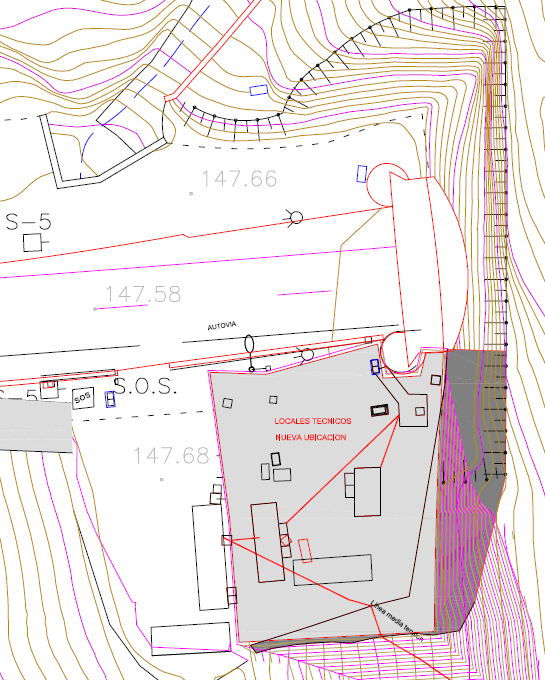 147.66
S-5
147.58
AUTOVIA
S.O.S.
SOS
LOCALES TECNICOS
NUEVA UBICACION
147.68
Linea media tension